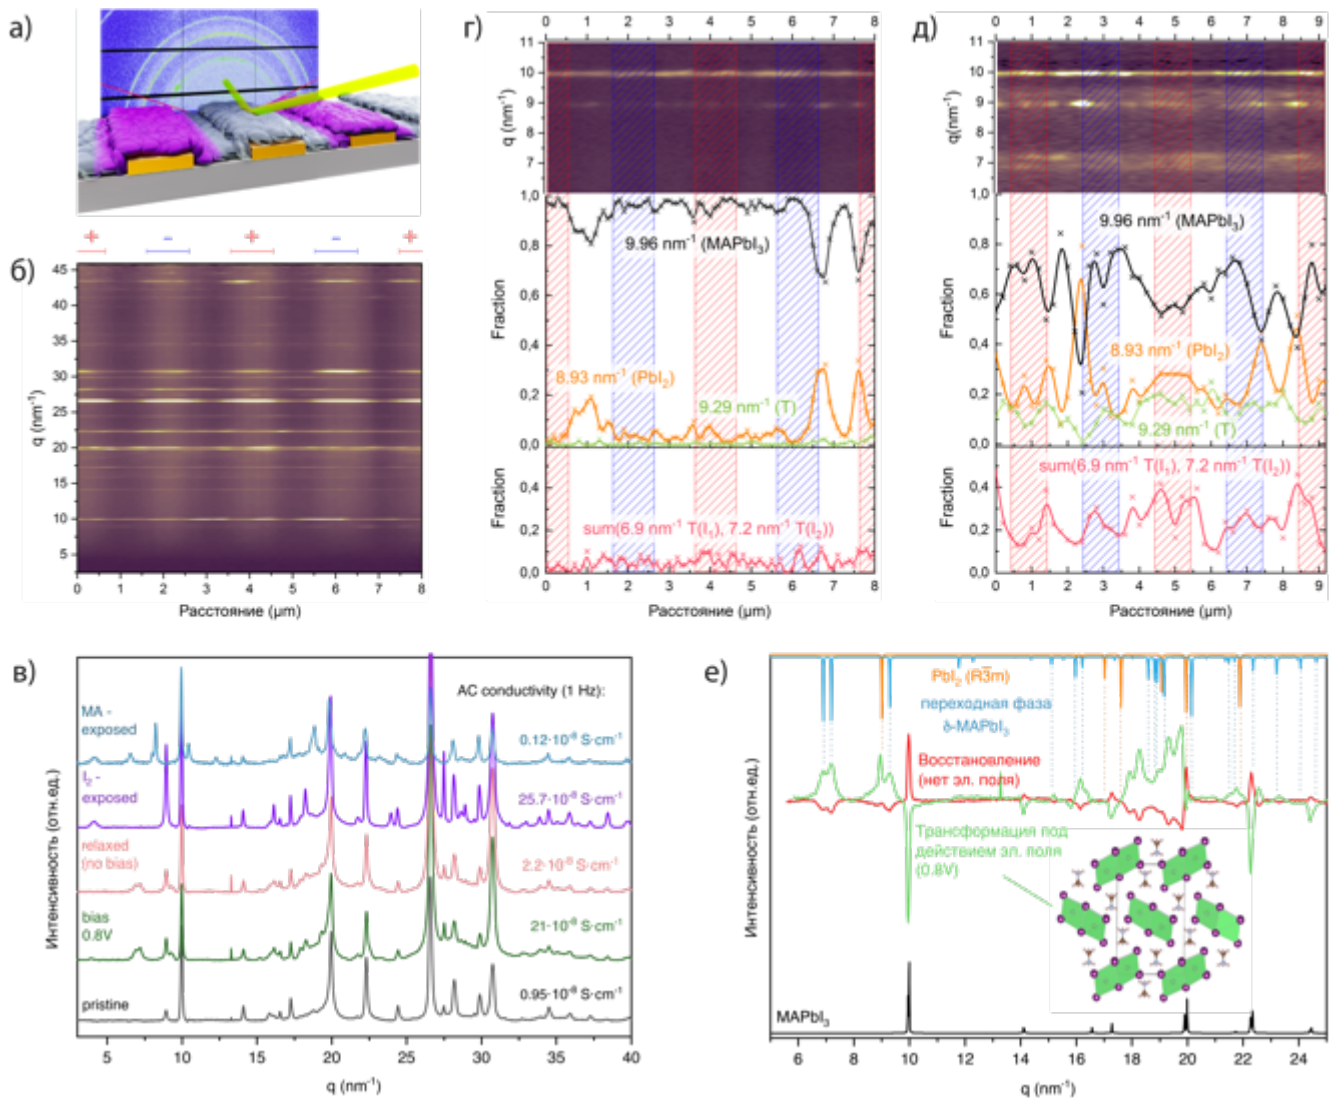 а)
+
-
+
-
+
б)
45
40
35
30
25
20
15
10
5
q (nm⁻¹)
0 1 2 3 4 5 6 7 8
Расстояние (μm)
г)
0 1 2 3 4 5 6 7 8
11
10
9
8
7
q (nm⁻¹)
1,0
0,8
0,6
0,4
0,2
0,0
Fraction
9.96 nm⁻¹ (MAPbI₃)
8.93 nm⁻¹ (PbI₂)
9.29 nm⁻¹ (T)
0,4
0,2
0,0
Fraction
sum(6.9 nm⁻¹ T(I₁), 7.2 nm⁻¹ T(I₂))
0 1 2 3 4 5 6 7 8
Расстояние (μm)
д)
0 1 2 3 4 5 6 7 8 9
11
10
9
8
7
q(nm⁻¹)
1,0
0,8
0,6
0,4
0,2
0,0
Fraction
9.96 nm⁻¹ (MAPbI₃)
8.93 nm⁻¹ (PbI₂)
9.29 nm⁻¹ (T)
0,4
0,2
0,0
Fraction
sum(6.9 nm⁻¹ T(I₁), 7.2 nm⁻¹ T(I₂))
0 1 2 3 4 5 6 7 8 9
Расстояние (μm)
в)
Интенсивность (отн.ед.)
AC conductivity (1 Hz):
MA -
exposed
0.12·10⁻⁸ S·cm⁻¹
I₂ -
exposed
25.7·10⁻⁸ S·cm⁻¹
relaxed
(no bias)
2.2·10⁻⁸ S·cm⁻¹
bias
0.8V
21·10⁻⁸ S·cm⁻¹
pristine
0.95·10⁻⁸ S·cm⁻¹
5 10 15 20 25 30 35 40
q (nm⁻¹)
е)
Интенсивность (отн.ед.)
PbI₂ (R3̅m)
переходная фаза
δ-MAPbI₃
Восстановление
(нет эл. поля)
Трансформация под
действием эл. поля
(0.8V)
MAPbI₃
6 8 10 12 14 16 18 20 22 24
q (nm⁻¹)